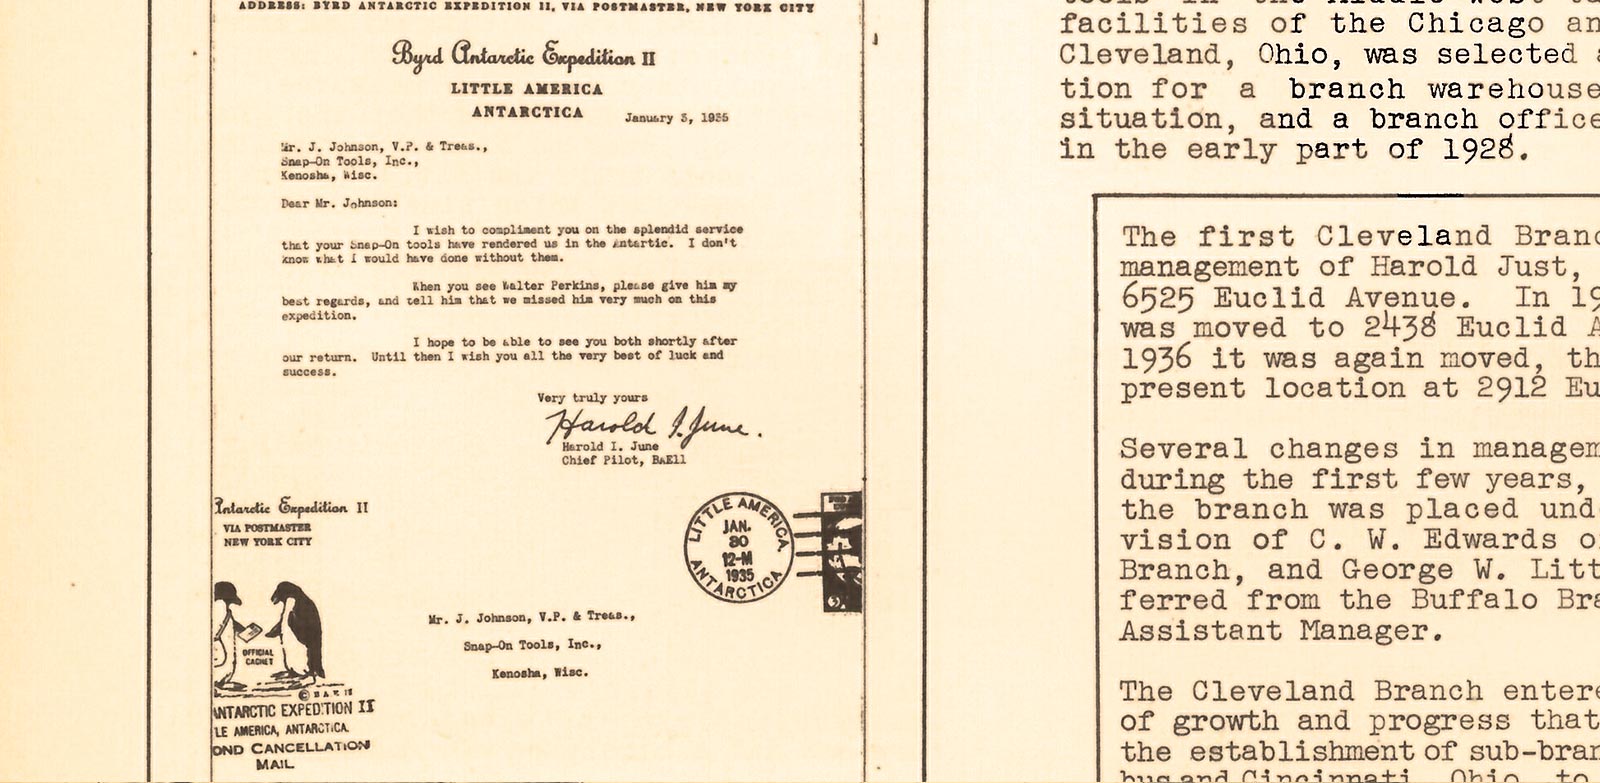 ADDRESS: BYRD ANTARCTIC EXPEDITION II, VIA POSTMASTER, NEW YORK CITY
Byrd Antarctic Expedition II
LITTLE AMERICA
ANTARCTICA
January 3, 1935
Mr. J. Johnson, V.P. & Treas.,
Snap-On Tools, Inc.,
Kenosha, Wisc.
Dear Mr. Johnson:
I wish to compliment you on the splendid service
that your Snap-On tools have rendered us in the Antartic. I don't
know what I would have done without them.
When you see Walter Perkins, please give him my
best regards, and tell him that we missed him very much on this
expedition.
I hope to be able to see you both shortly after
our return. Until then I wish you all the very best of luck and
success.
Very truly yours
Harold I. June.
Harold I. June
Chief Pilot, BAEII
Antarctic Expedition II
VIA POSTMASTER
NEW YORK CITY
LITTLE AMERICA
JAN.
30
12-M
1935
ANTARCTICA
Mr. J. Johnson, V.P. & Treas.,
Snap-On Tools, Inc.,
Kenosha, Wisc.
OFFICIAL
CACHET
NTARCTIC EXPEDITION II
LE AMERICA, ANTARCTICA.
OND CANCELLATION
MAIL
facilities of the Chicago an
Cleveland, Ohio, was selected a
tion for a branch warehouse
situation, and a branch office
in the early part of 1928.
The first Cleveland Branc
management of Harold Just,
6525 Euclid Avenue. In 19
was moved to 2438 Euclid A
1936 it was again moved, th
present location at 2912 Eu
Several changes in managem
during the first few years,
the branch was placed und
vision of C. W. Edwards o
Branch, and George W. Litt
ferred from the Buffalo Bra
Assistant Manager.
The Cleveland Branch entere
of growth and progress that
the establishment of sub-bran
bus and Cincinnati, Ohio, to